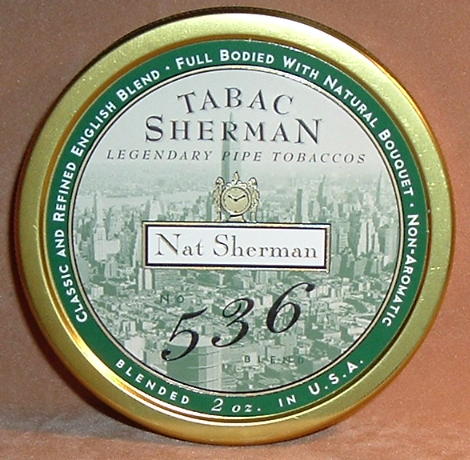 Classic and Refined English Blend · Full Bodied With Natural Bouquet · Non-Aromatic
TABAC
SHERMAN
LEGENDARY PIPE TOBACCOS
Nat Sherman
No.
536
BLEND
BLENDED 2 oz. IN U.S.A.